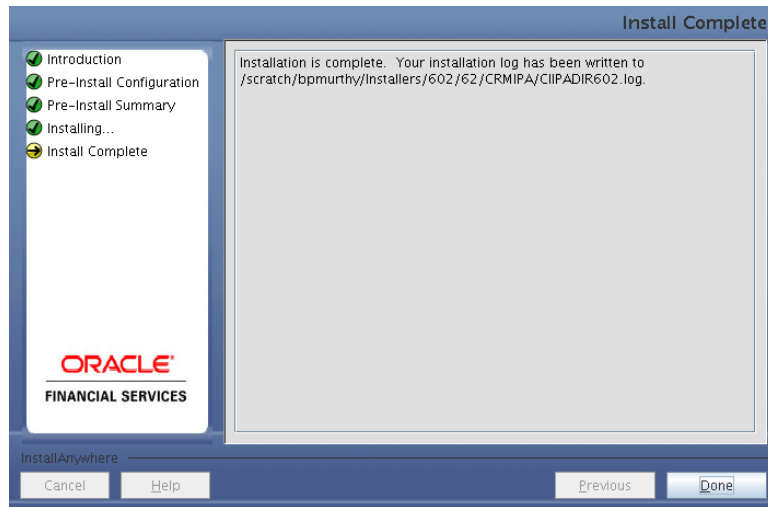 Install Complete
Introduction
Pre-Install Configuration
Pre-Install Summary
Installing...
Install Complete
Installation is complete. Your installation log has been written to
/scratch/bpmurthy/Installers/602/62/CRMIPA/CIIPADIR602.log.
ORACLE'
FINANCIAL SERVICES
InstallAnywhere
Cancel
Help
Previous
Done